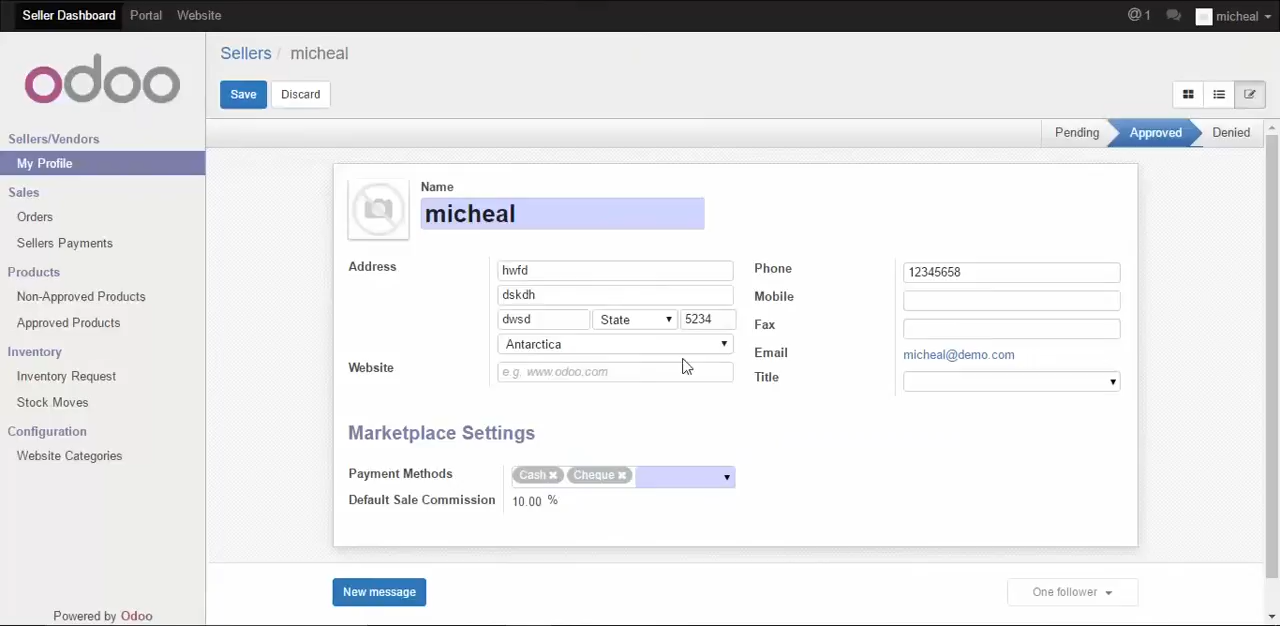 Seller Dashboard Portal Website @ 1 micheal
odoo
Sellers/Vendors
My Profile
Sales
Orders
Sellers Payments
Products
Non-Approved Products
Approved Products
Inventory
Inventory Request
Stock Moves
Configuration
Website Categories
Powered by Odoo
Sellers / micheal
Save Discard
Pending Approved Denied
Name
micheal
Address
hwfd
dskdh
dwsd State 5234
Antarctica
Website e.g. www.odoo.com
Phone 12345658
Mobile
Fax
Email micheal@demo.com
Title
Marketplace Settings
Payment Methods Cash Cheque
Default Sale Commission 10.00 %
New message One follower